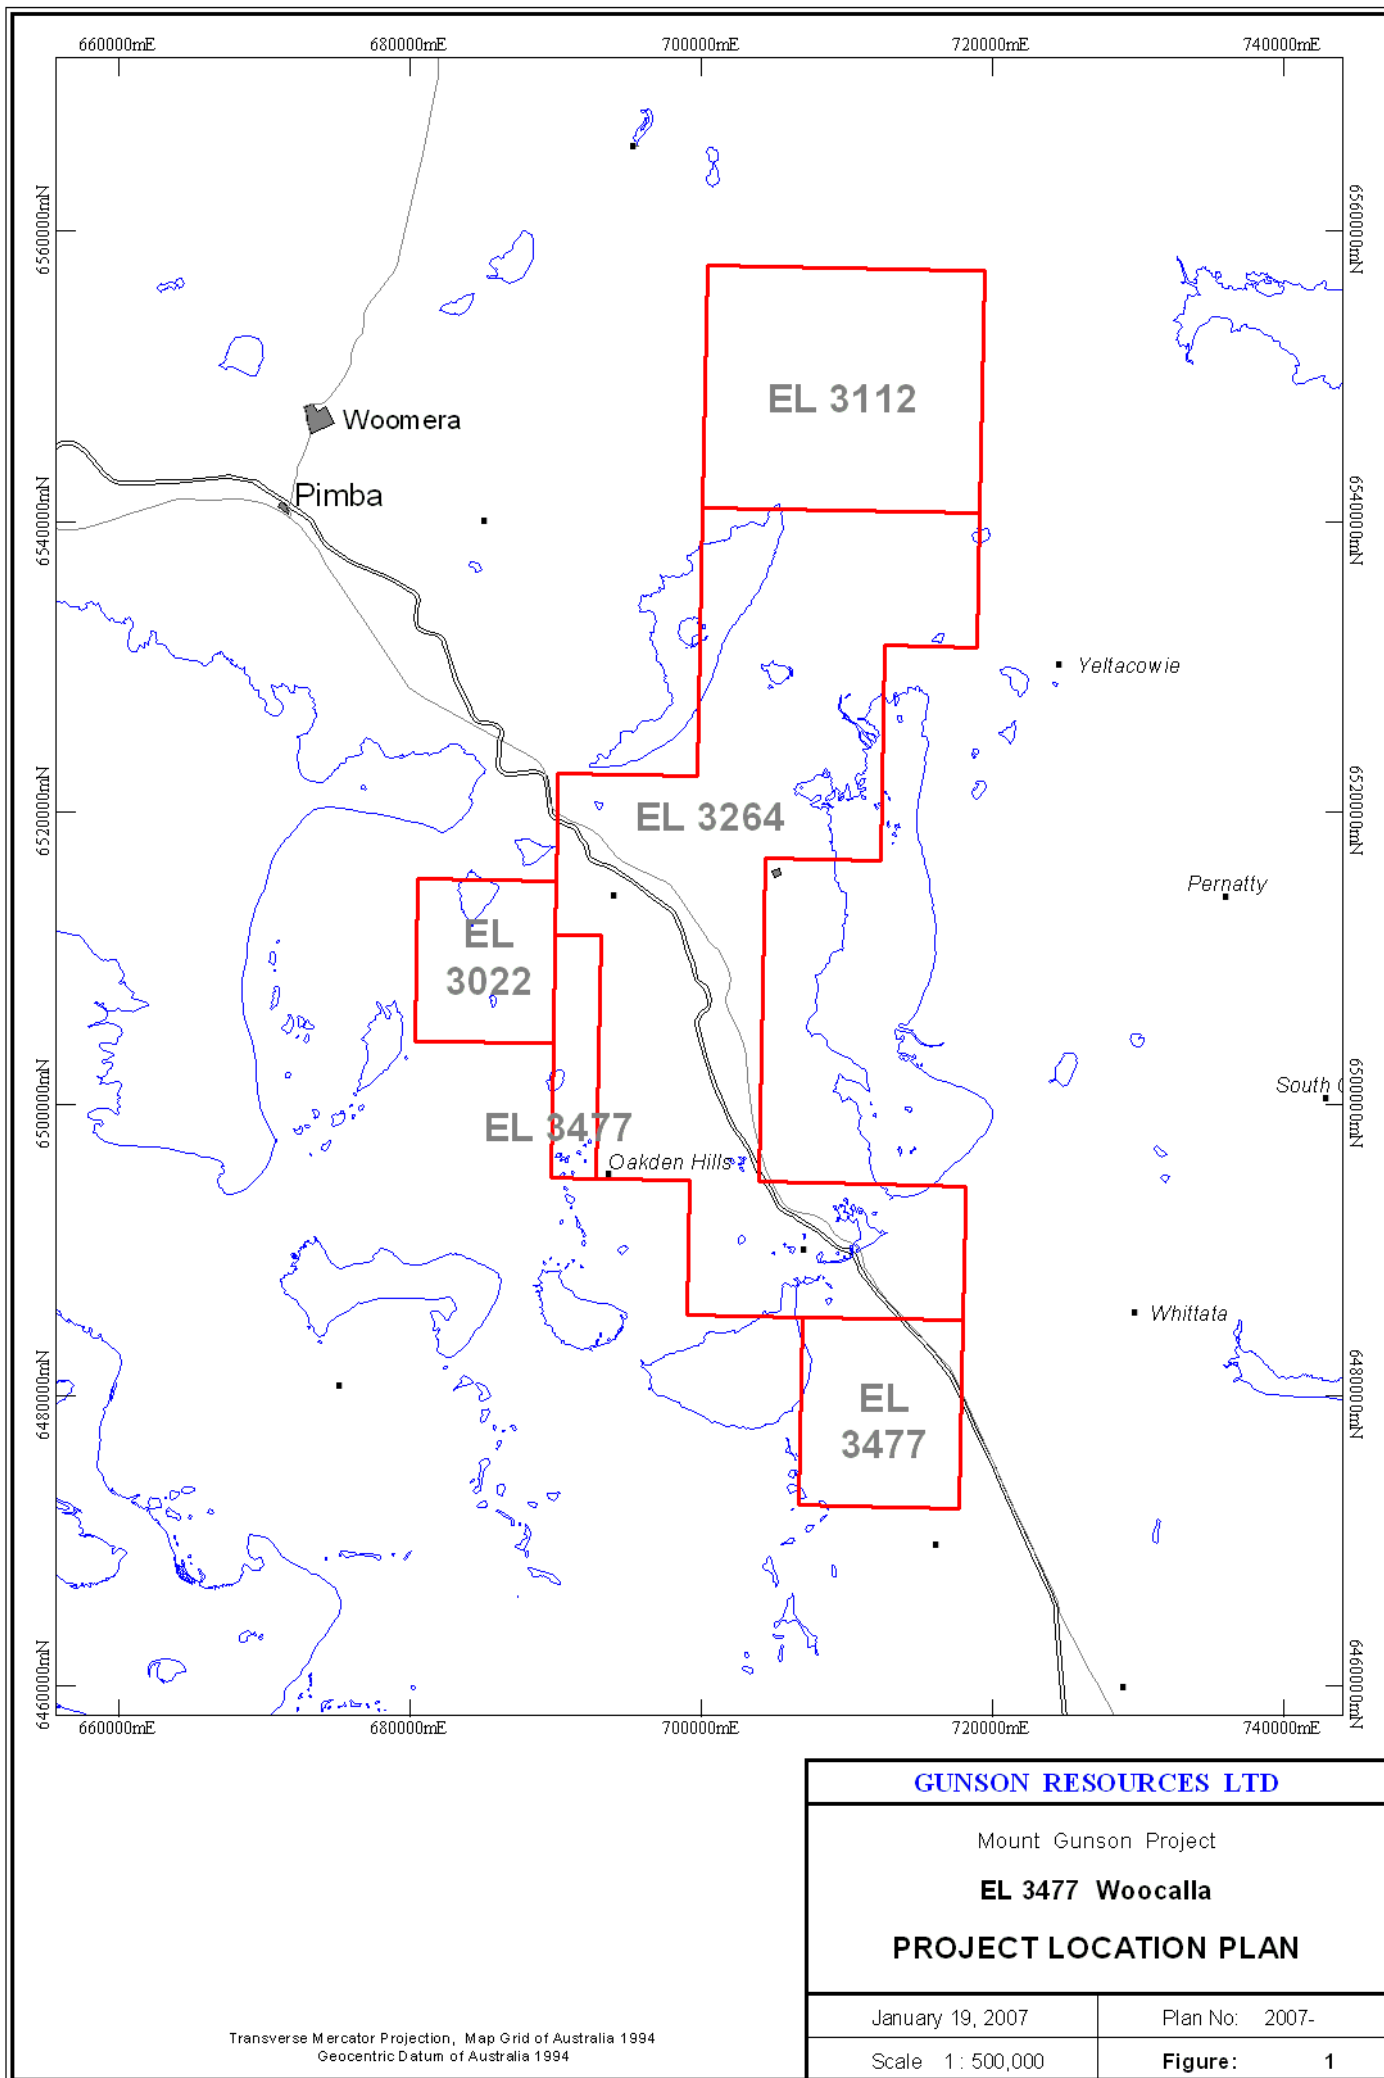 660000mE 680000mE 700000mE 720000mE 740000mE
6560000mN 6560000mN
EL 3112
Woomera
Pimba
6540000mN 6540000mN
Yeltacowie
EL 3264
6520000mN 6520000mN
Pernatty
EL
3022
South
6500000mN 6500000mN
EL 3477
Oakden Hills
Whittata
EL
3477
6480000mN 6480000mN
6460000mN 6460000mN
660000mE 680000mE 700000mE 720000mE 740000mE
GUNSON RESOURCES LTD
Mount Gunson Project
EL 3477 Woocalla
PROJECT LOCATION PLAN
January 19, 2007 Plan No: 2007-
Scale 1 : 500,000 Figure: 1
Transverse Mercator Projection, Map Grid of Australia 1994
Geocentric Datum of Australia 1994